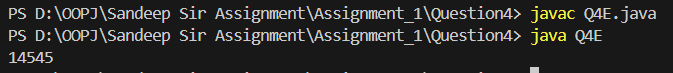 PS D:\OOPJ\Sandeep Sir Assignment\Assignment_1\Question4> javac Q4E.java
PS D:\OOPJ\Sandeep Sir Assignment\Assignment_1\Question4> java Q4E
14545